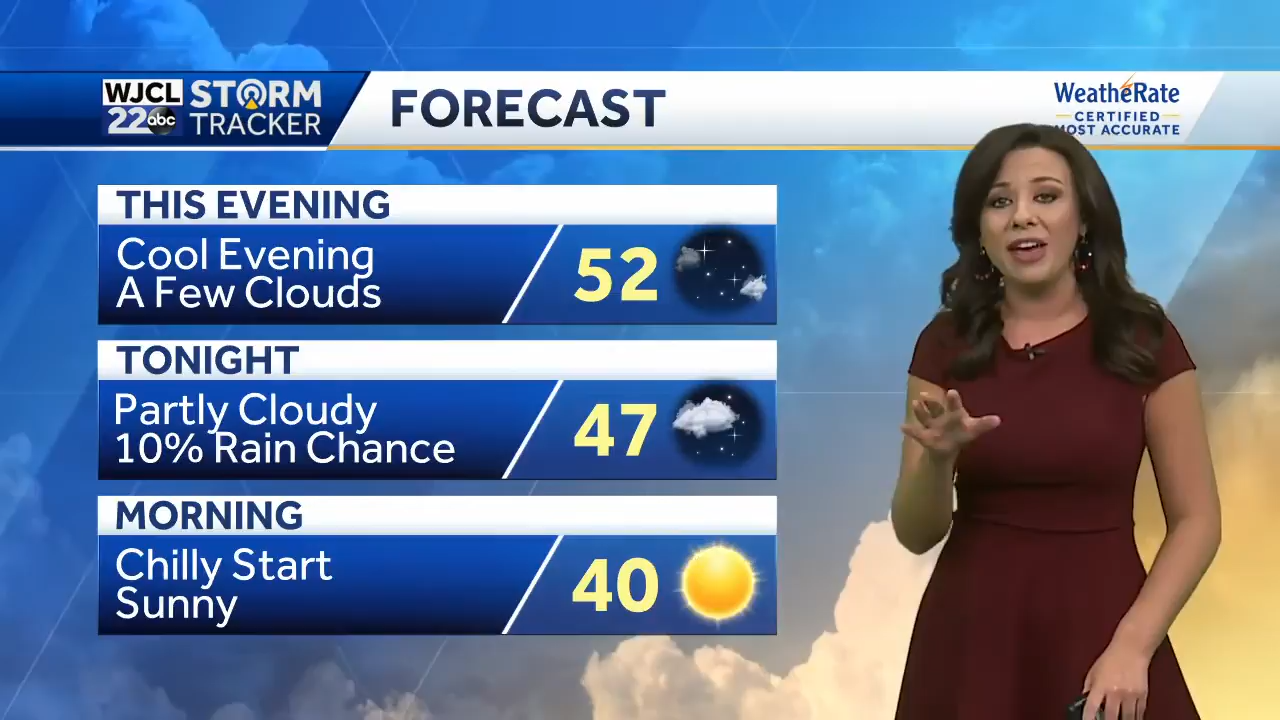 WJCL
22 abc
STORM
TRACKER
FORECAST
WeatheRate
CERTIFIED
MOST ACCURATE
THIS EVENING
Cool Evening
A Few Clouds
52
TONIGHT
Partly Cloudy
10% Rain Chance
47
MORNING
Chilly Start
Sunny
40